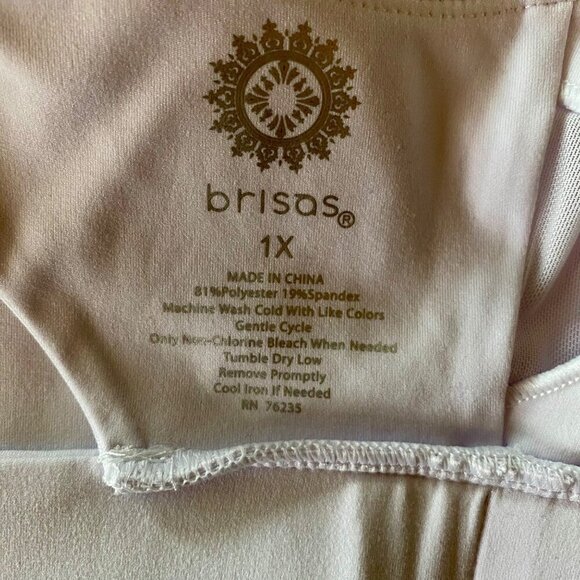 brisas®
1X
MADE IN CHINA
81%Polyester 19%Spandex
Machine Wash Cold With Like Colors
Gentle Cycle
Only Non-Chlorine Bleach When Needed
Tumble Dry Low
Remove Promptly
Cool Iron If Needed
RN 76235